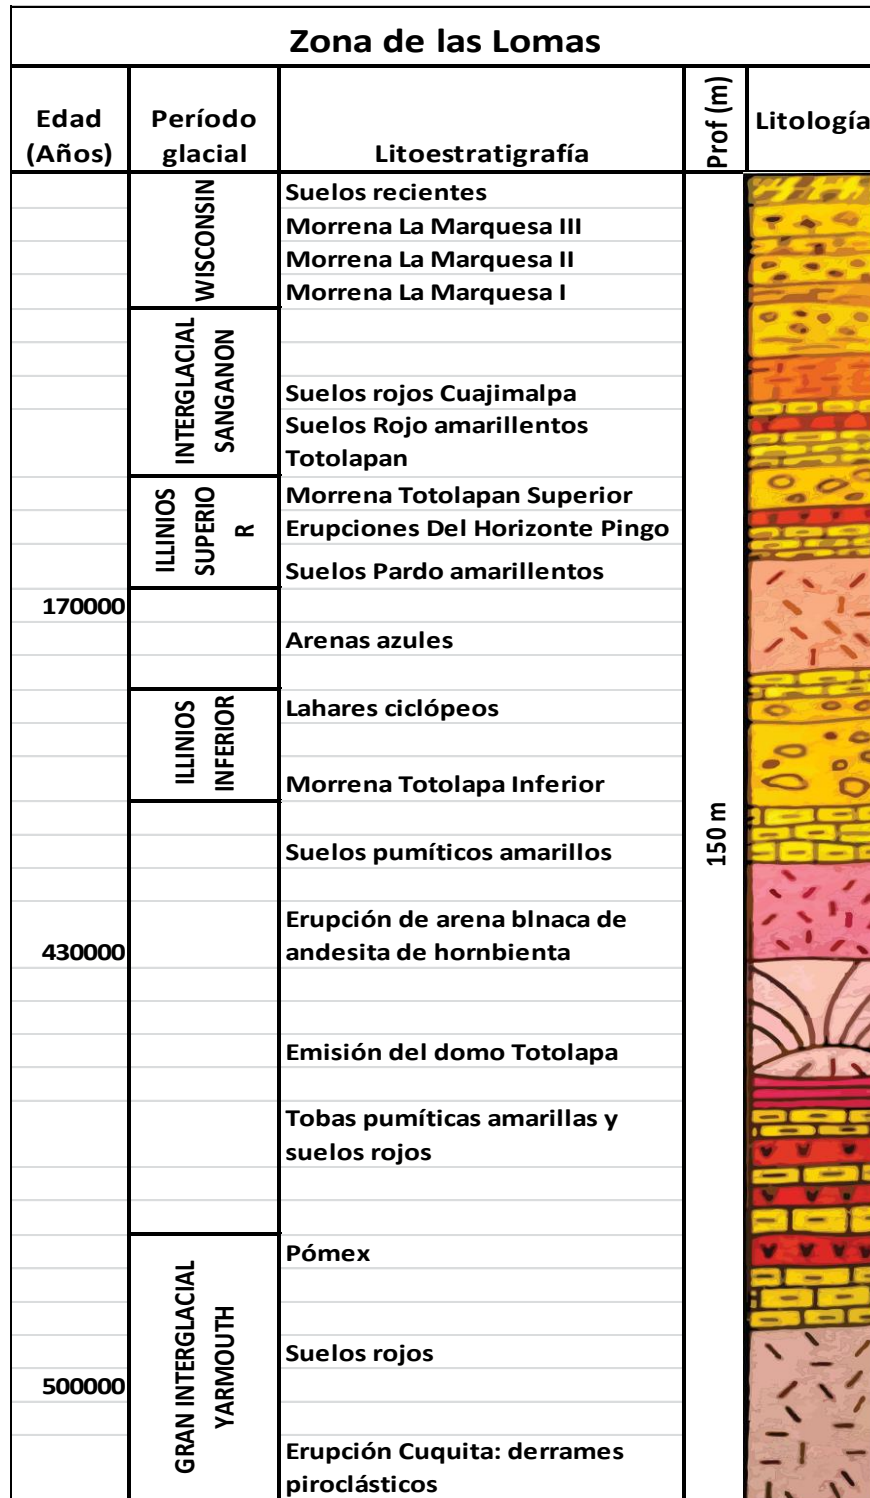 Zona de las Lomas
Edad
(Años)
Período
glacial
Litoestratigrafía
Prof (m)
Litología
WISCONSIN
Suelos recientes
Morrena La Marquesa III
Morrena La Marquesa II
Morrena La Marquesa I
INTERGLACIAL
SANGANON
Suelos rojos Cuajimalpa
Suelos Rojo amarillentos
Totolapan
ILLINIOS
SUPERIO
R
Morrena Totolapan Superior
Erupciones Del Horizonte Pingo
Suelos Pardo amarillentos
170000
Arenas azules
ILLINIOS
INFERIOR
Lahares ciclópeos
Morrena Totolapa Inferior
150 m
Suelos pumíticos amarillos
Erupción de arena blnaca de
andesita de hornbienta
430000
Emisión del domo Totolapa
Tobas pumíticas amarillas y
suelos rojos
GRAN INTERGLACIAL
YARMOUTH
Pómex
Suelos rojos
500000
Erupción Cuquita: derrames
piroclásticos